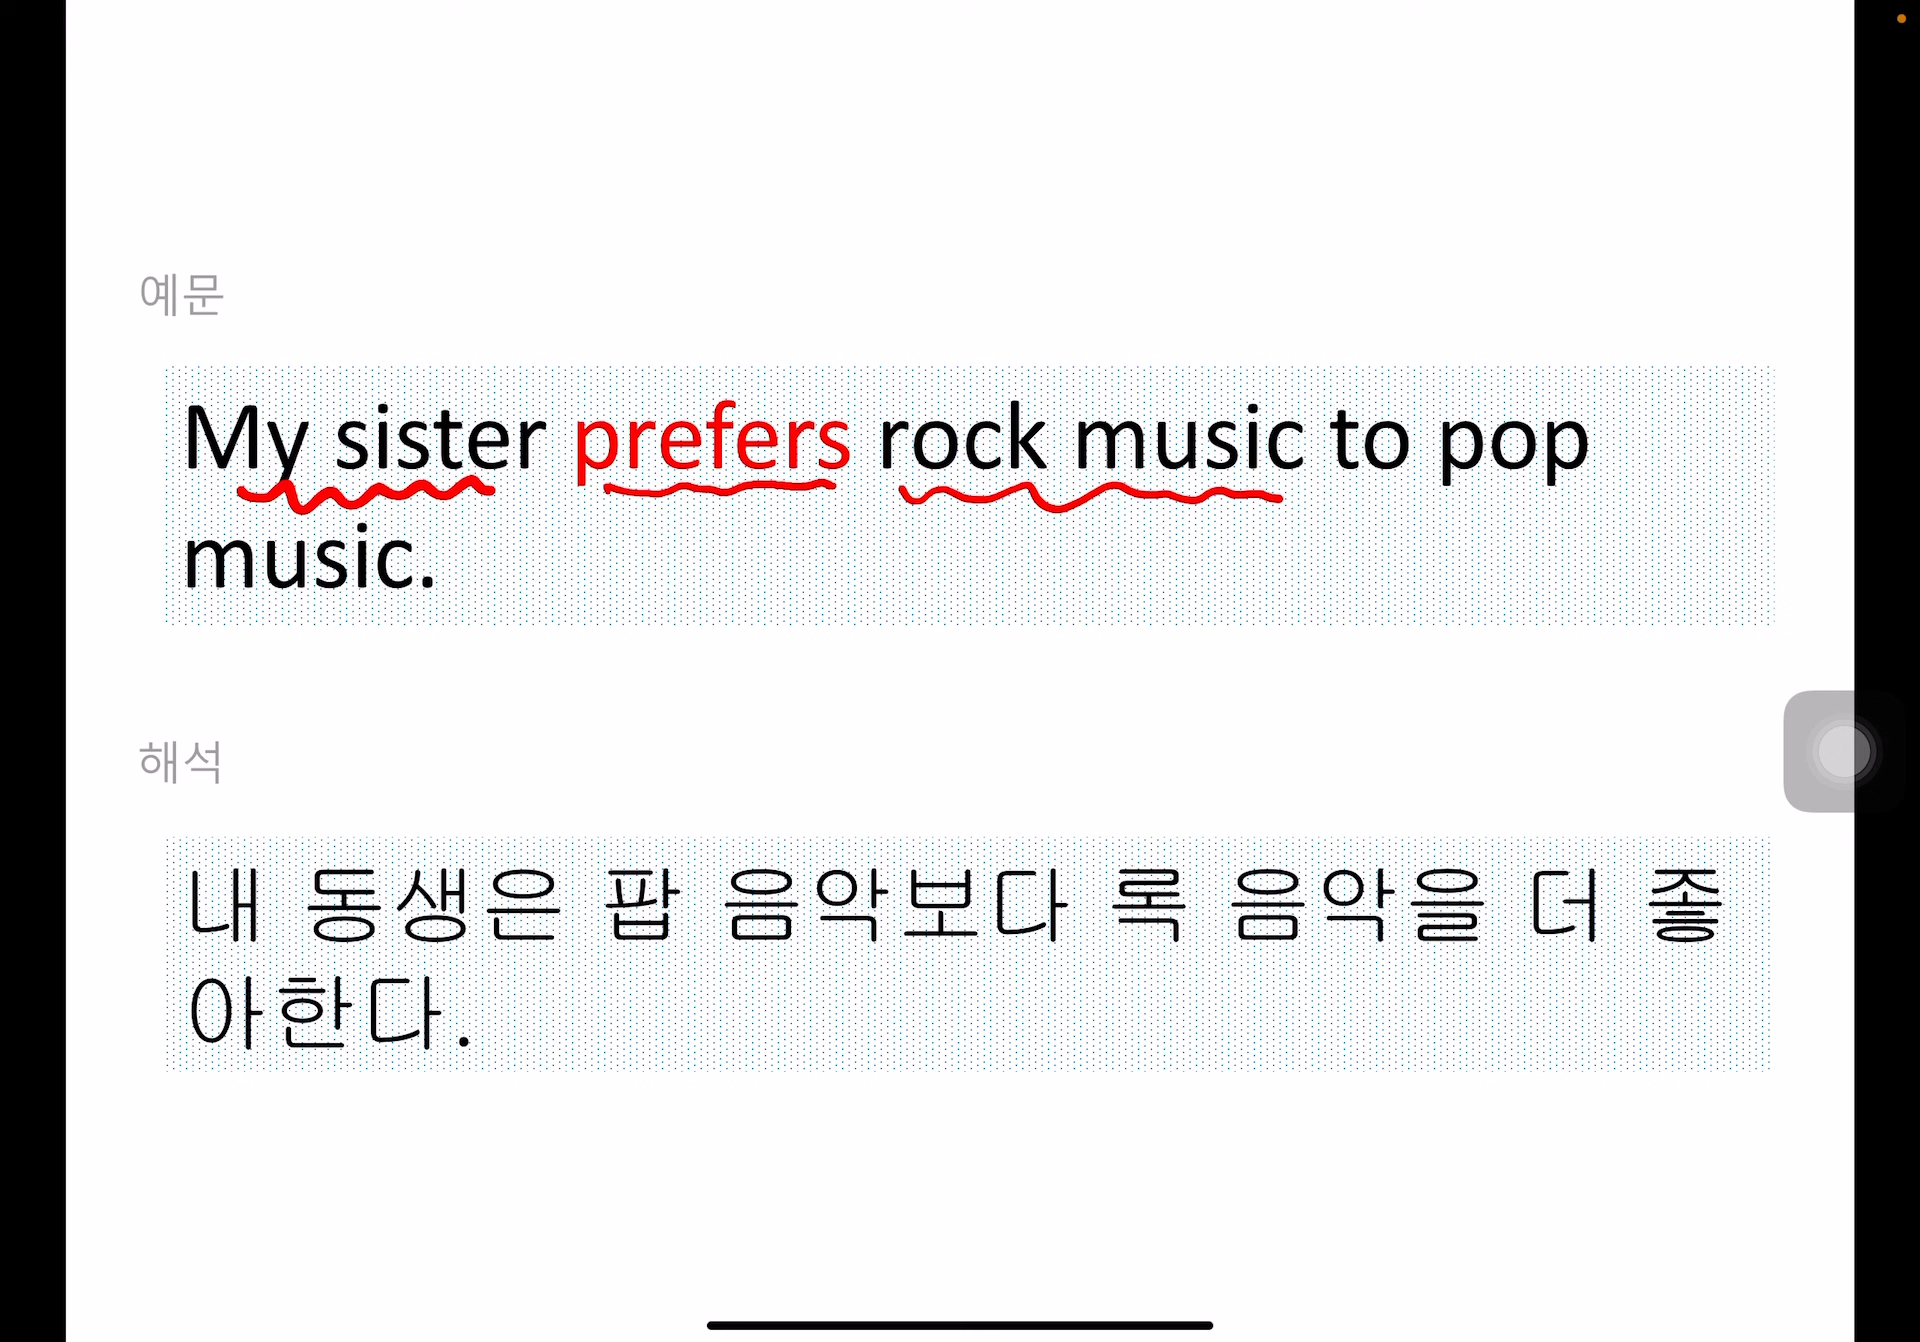 예문
My sister prefers rock music to pop
music.
해석
내 동생은 팝 음악보다 록 음악을 더 좋
아한다.